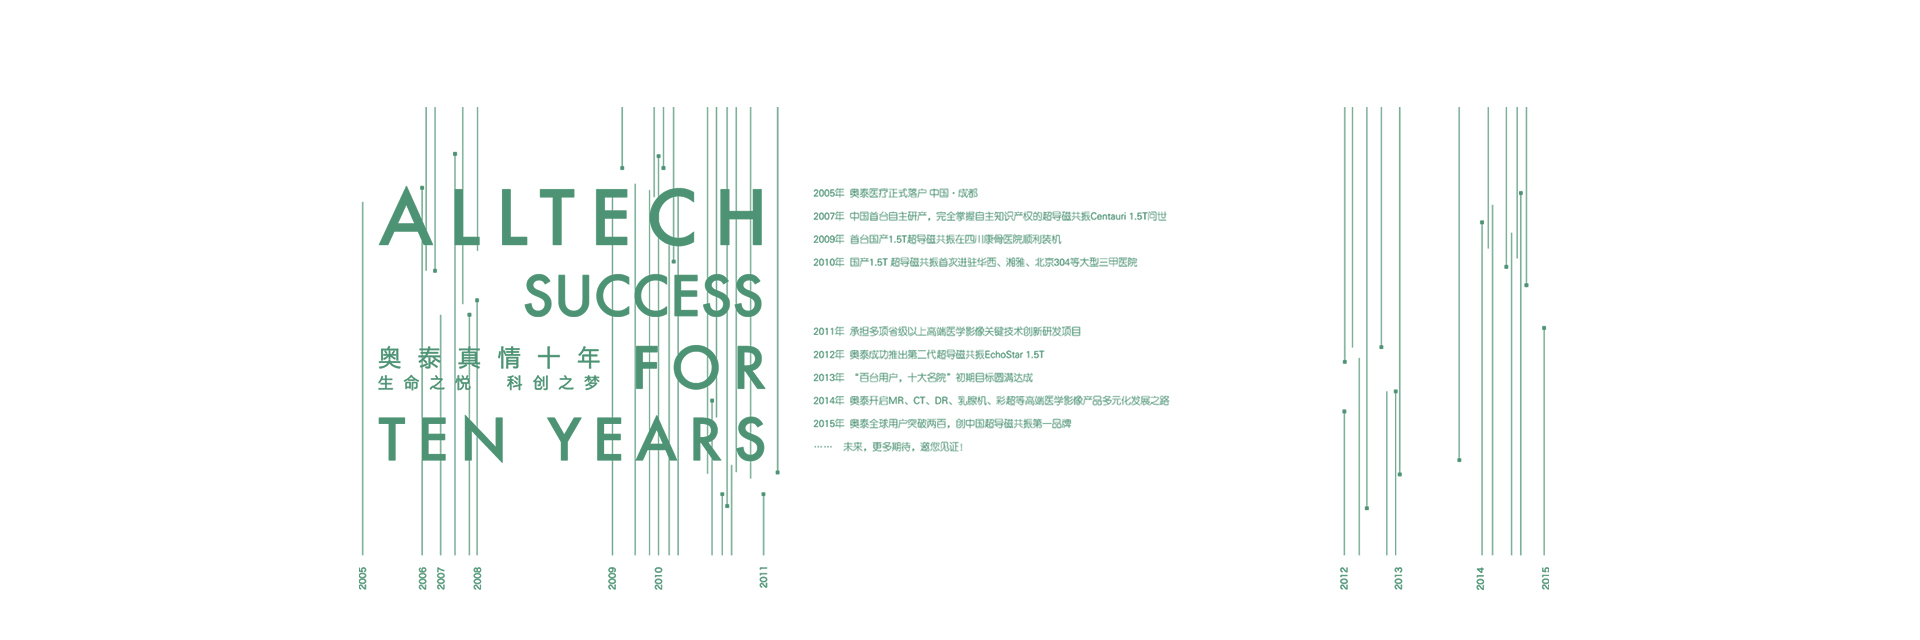 ALLTECH
SUCCESS
奥泰真情十年
FOR
生命之悦 科创之梦
TEN YEARS
2005年 奥泰医疗正式落户 中国·成都
2007年 中国首台自主研产，完全掌握自主知识产权的超导磁共振Centauri 1.5T问世
2009年 首台国产1.5T超导磁共振在四川康骨医院顺利装机
2010年 国产1.5T 超导磁共振首次进驻华西、湘雅、北京304等大型三甲医院
2011年 承担多项省级以上高端医学影像关键技术创新研发项目
2012年 奥泰成功推出第二代超导磁共振EchoStar 1.5T
2013年 “百台用户，十大名院”初期目标圆满达成
2014年 奥泰开启MR、CT、DR、乳腺机、彩超等高端医学影像产品多元化发展之路
2015年 奥泰全球用户突破两百，创中国超导磁共振第一品牌
…… 未来，更多期待，邀您见证！
2005
2006
2007
2008
2009
2010
2011
2012
2013
2014
2015